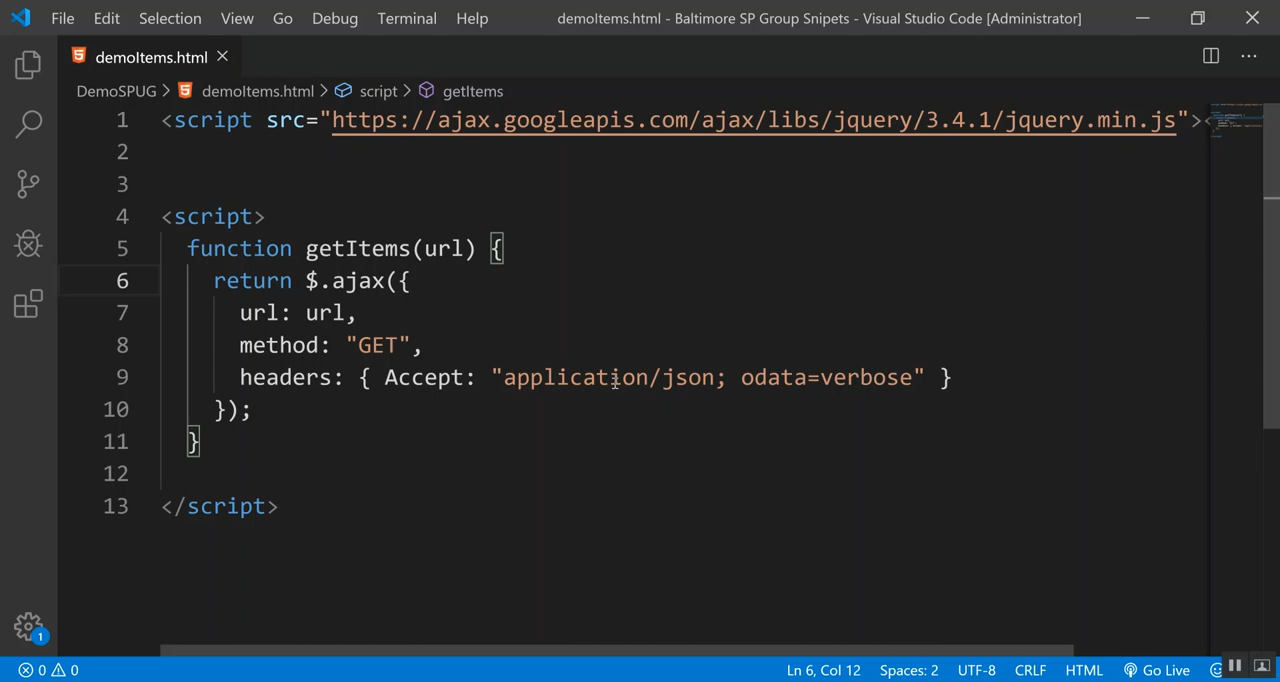 File Edit Selection View Go Debug Terminal Help demoItems.html - Baltimore SP Group Snipets - Visual Studio Code [Administrator]
demoItems.html
DemoSPUG > demoItems.html > script > getItems
1 <script src="https://ajax.googleapis.com/ajax/libs/jquery/3.4.1/jquery.min.js"><
2
3
4 <script>
5 function getItems(url) {
6 return $.ajax({
7 url: url,
8 method: "GET",
9 headers: { Accept: "application/json; odata=verbose" }
10 });
11 }
12
13 </script>
1
0 0 Ln 6, Col 12 Spaces: 2 UTF-8 CRLF HTML Go Live